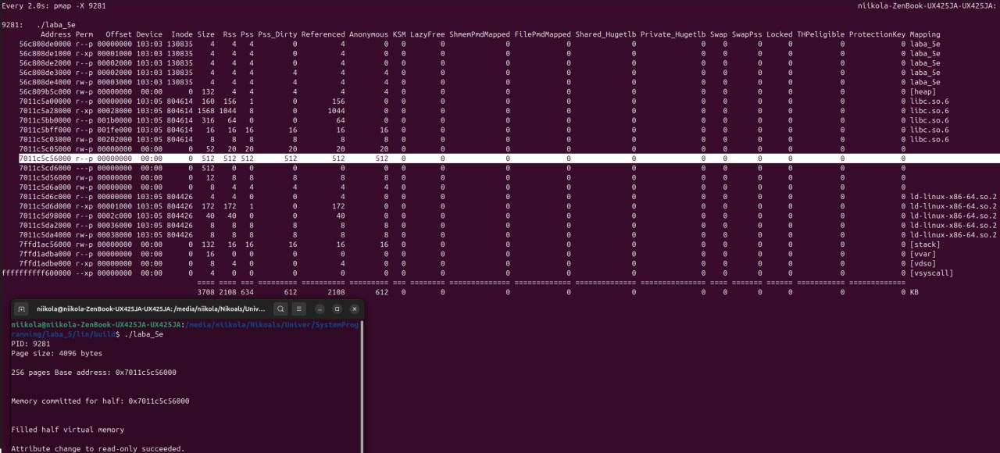 Every 2.0s: pmap -X 9281 niikola-ZenBook-UX425JA-UX425JA:
9281: ./laba_5e
Address Perm Offset Device Inode Size Rss Pss Pss_Dirty Referenced Anonymous KSM LazyFree ShmemPmdMapped FilePmdMapped Shared_Hugetlb Private_Hugetlb Swap SwapPss Locked THPeligible ProtectionKey Mapping
56c808de0000 r--p 00000000 103:03 130835 4 4 4 0 4 0 0 0 0 0 0 0 0 0 0 0 0 laba_5e
56c808de1000 r-xp 00001000 103:03 130835 4 4 4 0 4 0 0 0 0 0 0 0 0 0 0 0 0 laba_5e
56c808de2000 r--p 00002000 103:03 130835 4 4 4 0 4 0 0 0 0 0 0 0 0 0 0 0 0 laba_5e
56c808de3000 r--p 00002000 103:03 130835 4 4 4 4 4 4 0 0 0 0 0 0 0 0 0 0 0 laba_5e
56c808de4000 rw-p 00003000 103:03 130835 4 4 4 4 4 4 0 0 0 0 0 0 0 0 0 0 0 laba_5e
56c809b5c000 rw-p 00000000 00:00 0 132 4 4 4 4 4 0 0 0 0 0 0 0 0 0 0 0 [heap]
7011c5a00000 r--p 00000000 103:05 804614 160 156 1 0 156 0 0 0 0 0 0 0 0 0 0 0 0 libc.so.6
7011c5a28000 r-xp 00028000 103:05 804614 1568 1044 8 0 1044 0 0 0 0 0 0 0 0 0 0 0 0 libc.so.6
7011c5bb0000 r--p 001b0000 103:05 804614 316 64 0 0 64 0 0 0 0 0 0 0 0 0 0 0 0 libc.so.6
7011c5bff000 r--p 001fe000 103:05 804614 16 16 16 16 16 16 0 0 0 0 0 0 0 0 0 0 0 libc.so.6
7011c5c03000 rw-p 00202000 103:05 804614 8 8 8 8 8 8 0 0 0 0 0 0 0 0 0 0 0 libc.so.6
7011c5c05000 rw-p 00000000 00:00 0 52 20 20 20 20 20 0 0 0 0 0 0 0 0 0 0 0
7011c5c56000 r--p 00000000 00:00 0 512 512 512 512 512 512 0 0 0 0 0 0 0 0 0 0 0
7011c5cd6000 ---p 00000000 00:00 0 512 0 0 0 0 0 0 0 0 0 0 0 0 0 0 0 0
7011c5d56000 rw-p 00000000 00:00 0 12 8 8 8 8 8 0 0 0 0 0 0 0 0 0 0 0
7011c5d6a000 rw-p 00000000 00:00 0 8 4 4 4 4 4 0 0 0 0 0 0 0 0 0 0 0
7011c5d6c000 r--p 00000000 103:05 804426 4 4 0 0 4 0 0 0 0 0 0 0 0 0 0 0 0 ld-linux-x86-64.so.2
7011c5d6d000 r-xp 00001000 103:05 804426 172 172 1 0 172 0 0 0 0 0 0 0 0 0 0 0 0 ld-linux-x86-64.so.2
7011c5d98000 r--p 0002c000 103:05 804426 40 40 0 0 40 0 0 0 0 0 0 0 0 0 0 0 0 ld-linux-x86-64.so.2
7011c5da2000 r--p 00036000 103:05 804426 8 8 8 8 8 8 0 0 0 0 0 0 0 0 0 0 0 ld-linux-x86-64.so.2
7011c5da4000 rw-p 00038000 103:05 804426 8 8 8 8 8 8 0 0 0 0 0 0 0 0 0 0 0 ld-linux-x86-64.so.2
7ffd1ac56000 rw-p 00000000 00:00 0 132 16 16 16 16 16 0 0 0 0 0 0 0 0 0 0 0 [stack]
7ffd1adba000 r--p 00000000 00:00 0 16 0 0 0 0 0 0 0 0 0 0 0 0 0 0 0 0 [vvar]
7ffd1adbe000 r-xp 00000000 00:00 0 8 4 0 0 4 0 0 0 0 0 0 0 0 0 0 0 0 [vdso]
ffffffffff600000 --xp 00000000 00:00 0 4 0 0 0 0 0 0 0 0 0 0 0 0 0 0 0 0 [vsyscall]
==== ==== === ========= ========== ========= === ======== ============== ============= ============== =============== ==== ======= ====== =========== =============
3708 2108 634 612 2108 612 0 0 0 0 0 0 0 0 0 0 0 KB
niikola@niikola-ZenBook-UX425JA-UX425JA: /media/niikola/Nikoals/Univ...
niikola@niikola-ZenBook-UX425JA-UX425JA:/media/niikola/Nikoals/Univer/SystemProg
ramming/laba_5/lin/build$ ./laba_5e
PID: 9281
Page size: 4096 bytes
256 pages Base address: 0x7011c5c56000
Memory committed for half: 0x7011c5c56000
Filled half virtual memory
Attribute change to read-only succeeded.